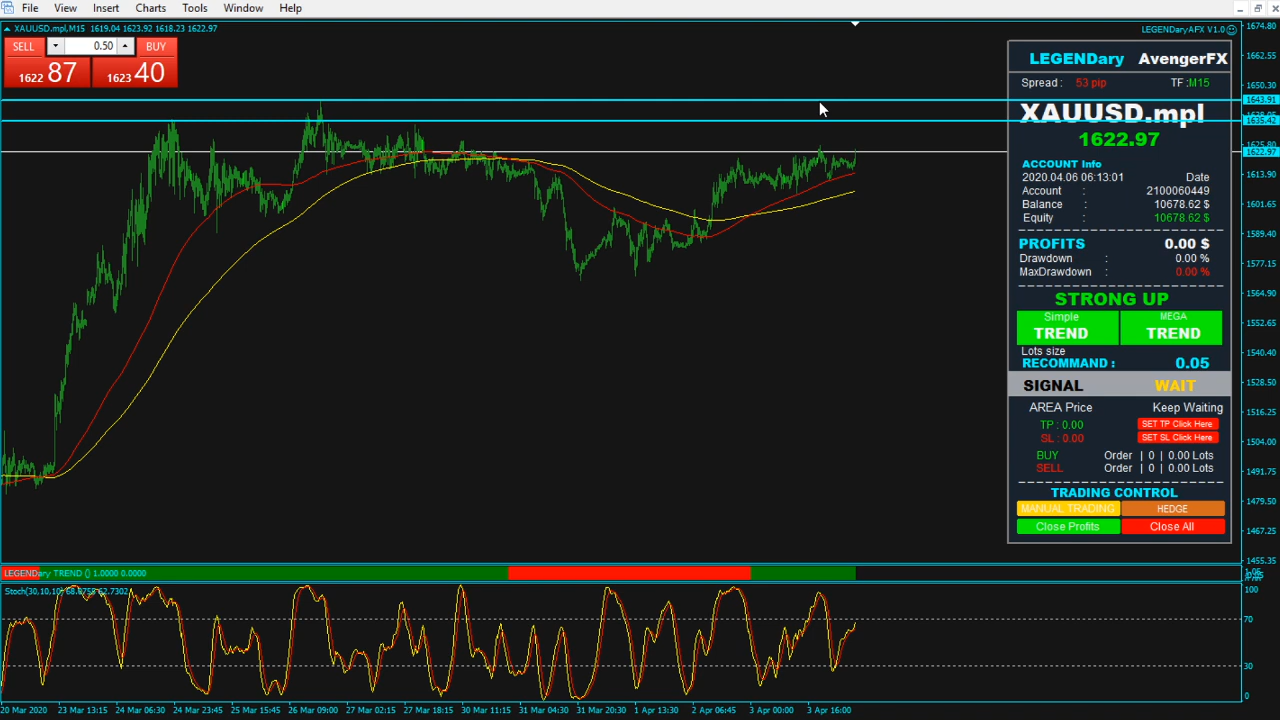 File View Insert Charts Tools Window Help
XAUUSD.mpl,M15 1619.04 1623.92 1618.23 1622.97
LEGENDaryAFX V1.0
SELL 0.50 BUY
1622 87 1623 40
LEGENDary AvengerFX
Spread : 53 pip TF :M15
XAUUSD.mpl
1622.97
ACCOUNT Info
2020.04.06 06:13:01 Date
Account : 2100060449
Balance : 10678.62 $
Equity : 10678.62 $
PROFITS 0.00 $
Drawdown : 0.00 %
MaxDrawdown : 0.00 %
STRONG UP
Simple MEGA
TREND TREND
Lots size
RECOMMAND : 0.05
SIGNAL WAIT
AREA Price Keep Waiting
TP : 0.00 SET TP Click Here
SL : 0.00 SET SL Click Here
BUY Order | 0 | 0.00 Lots
SELL Order | 0 | 0.00 Lots
TRADING CONTROL
MANUAL TRADING HEDGE
Close Profits Close All
1674.80
1662.55
1650.30
1643.91
1635.42
1625.80
1622.97
1613.90
1601.65
1589.40
1577.15
1564.90
1552.65
1540.40
1528.50
1516.25
1504.00
1491.75
1479.50
1467.25
1455.35
LEGENDary TREND () 1.0000 0.0000
Stoch(30,10,10)
100
70
30
0
20 Mar 2020 23 Mar 13:15 24 Mar 06:30 24 Mar 23:45 25 Mar 15:45 26 Mar 09:00 27 Mar 02:15 27 Mar 18:15 30 Mar 11:15 31 Mar 04:30 31 Mar 20:30 1 Apr 13:30 2 Apr 06:45 3 Apr 00:00 3 Apr 16:00